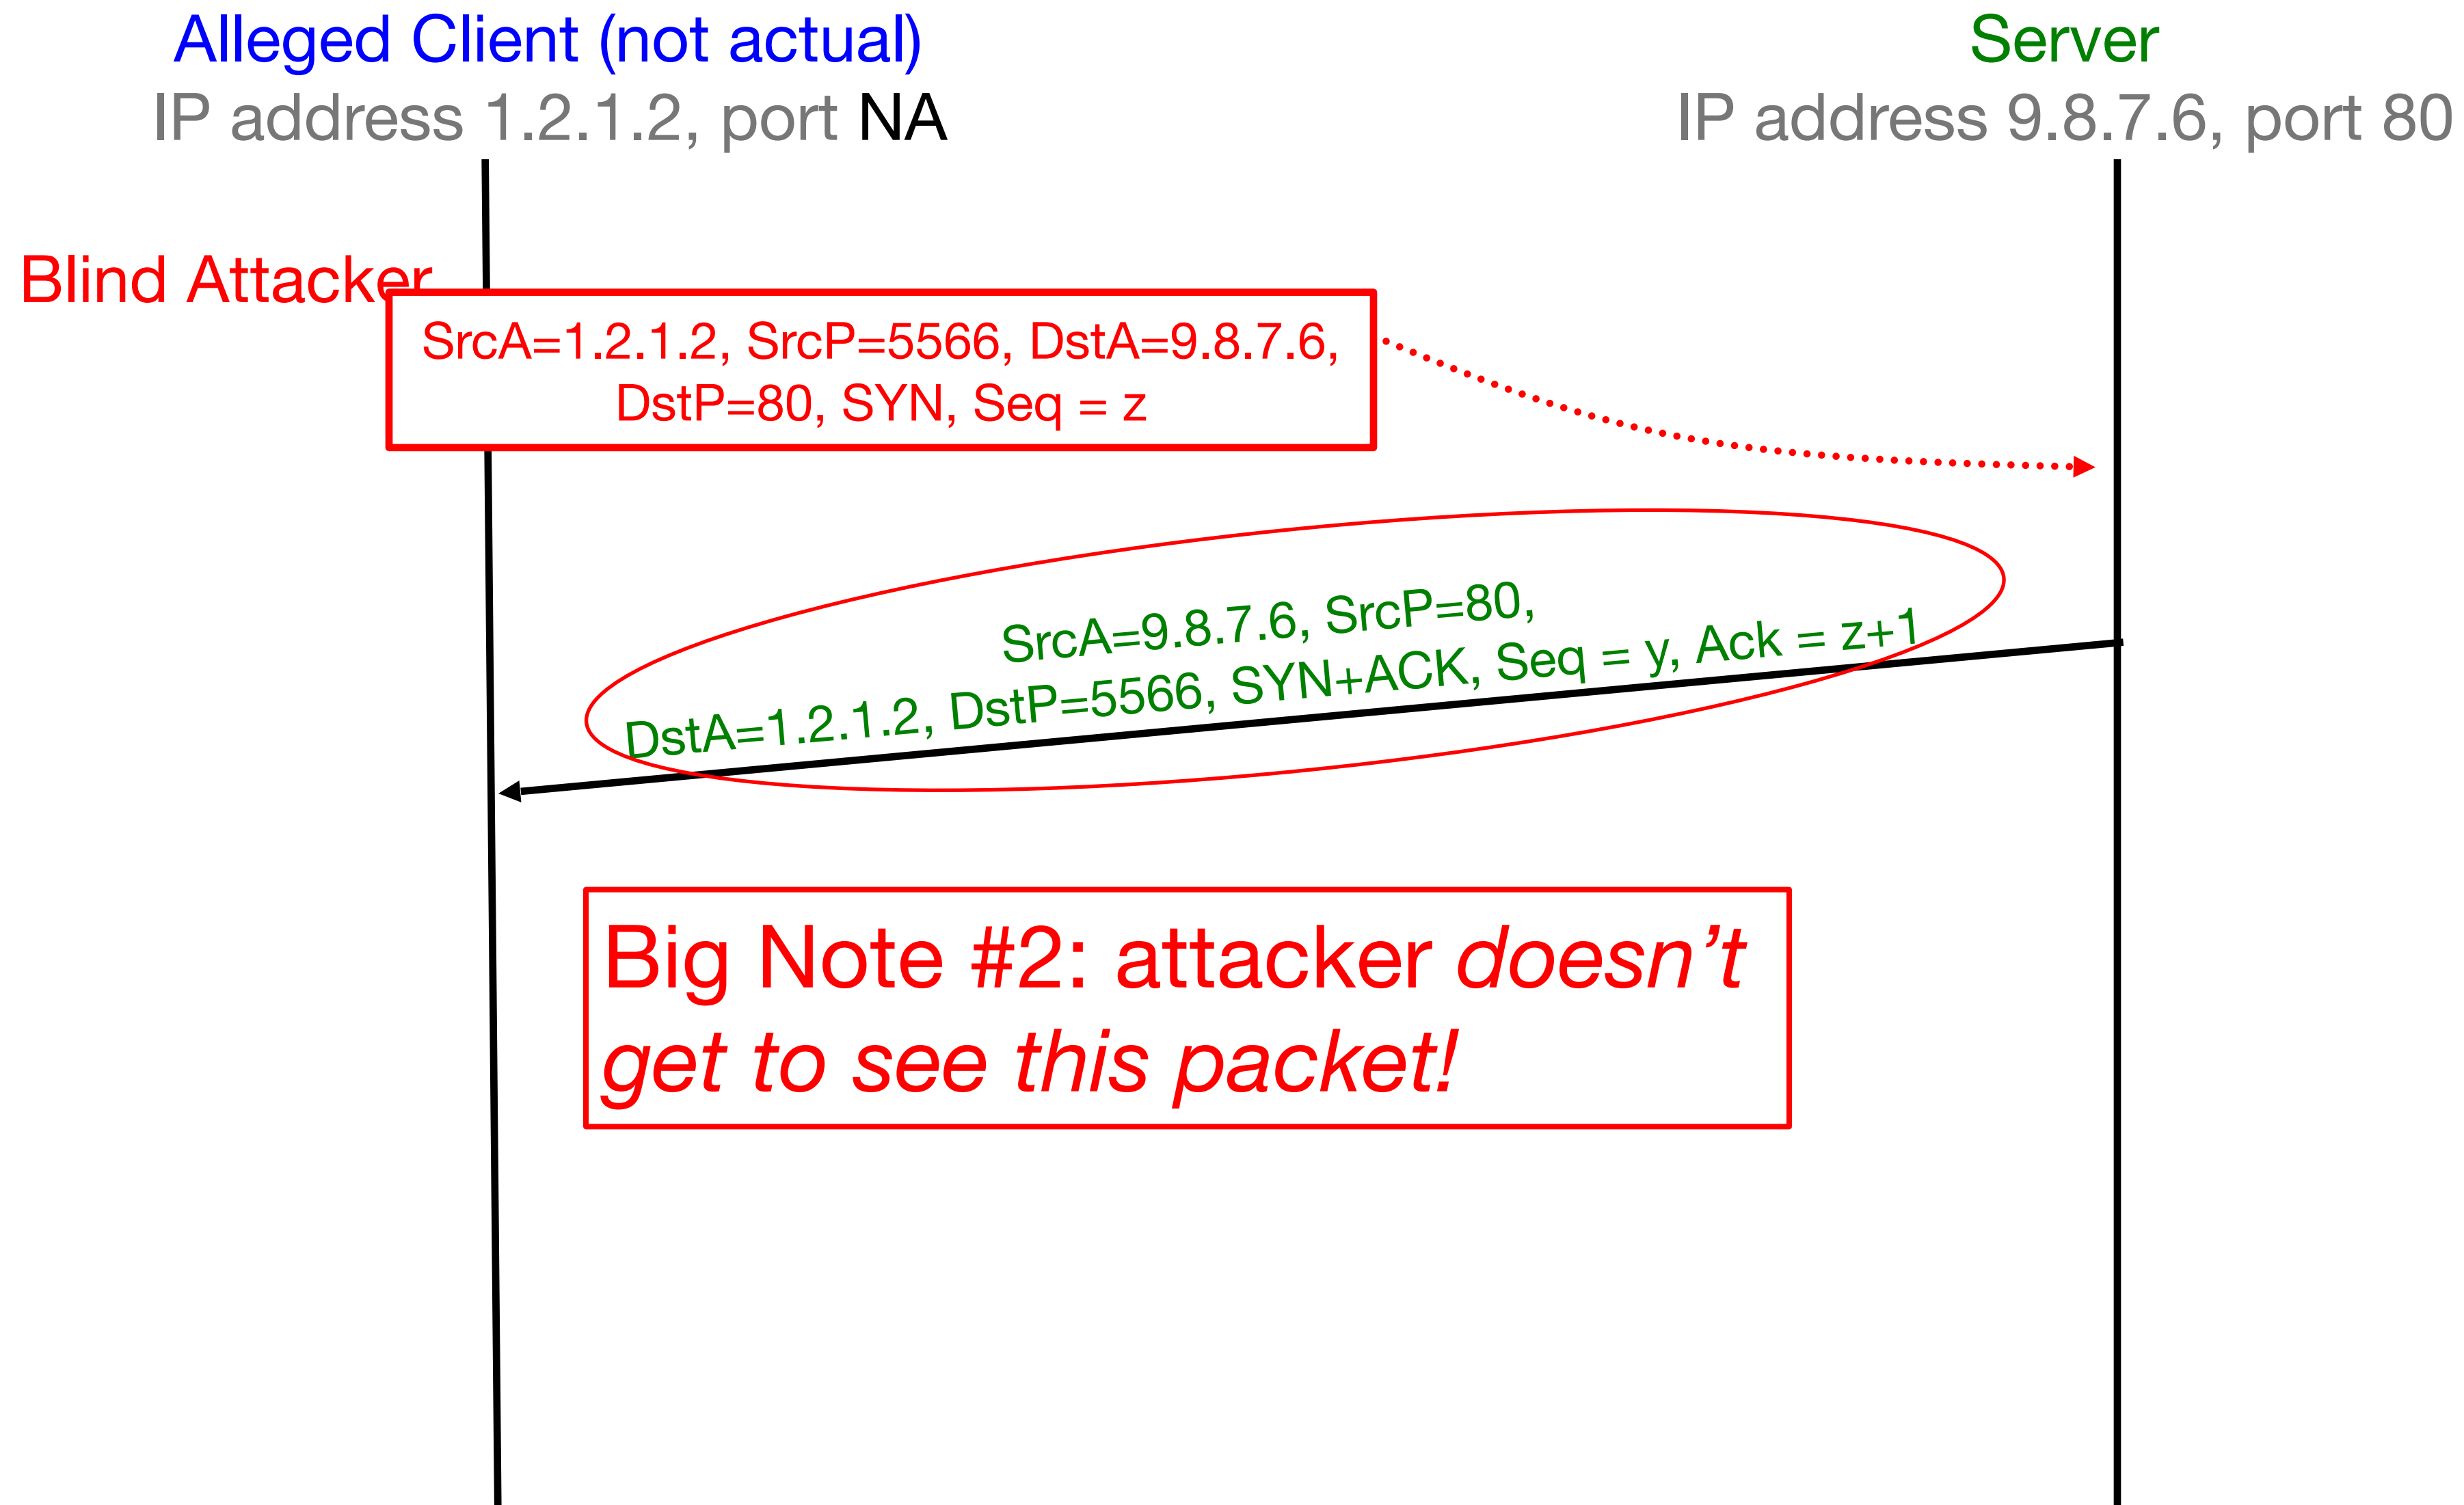 Alleged Client (not actual)
IP address 1.2.1.2, port NA
Server
IP address 9.8.7.6, port 80
Blind Attacker
SrcA=1.2.1.2, SrcP=5566, DstA=9.8.7.6,
DstP=80, SYN, Seq = z
SrcA=9.8.7.6, SrcP=80,
DstA=1.2.1.2, DstP=5566, SYN+ACK, Seq = y, Ack = z+1
Big Note #2: attacker doesn’t
get to see this packet!